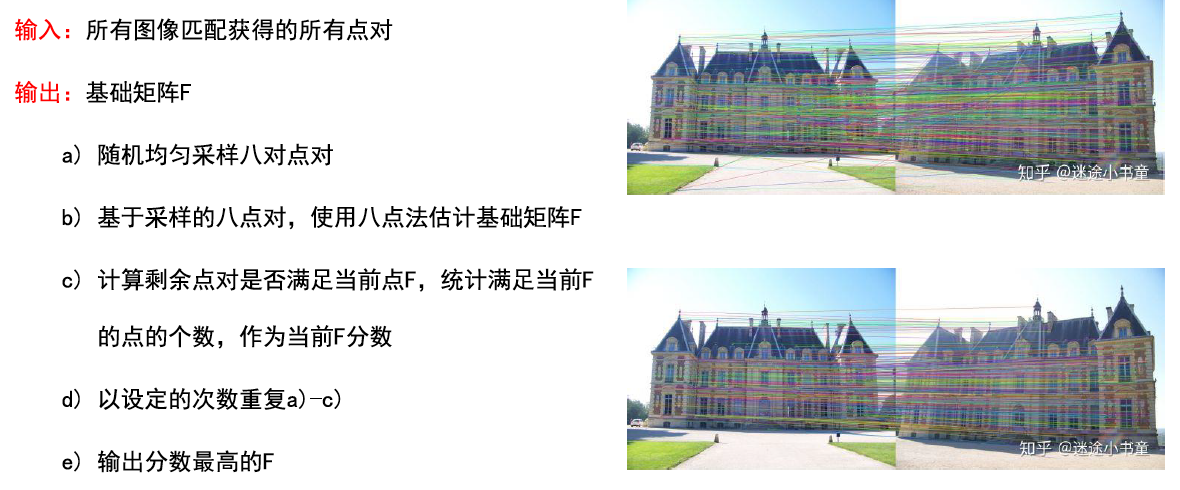 输入：所有图像匹配获得的所有点对
输出：基础矩阵F
a) 随机均匀采样八对点对
b) 基于采样的八点对，使用八点法估计基础矩阵F
c) 计算剩余点对是否满足当前点F，统计满足当前F
的点的个数，作为当前F分数
d) 以设定的次数重复a)-c)
e) 输出分数最高的F
知乎 @迷途小书童
知乎 @迷途小书童